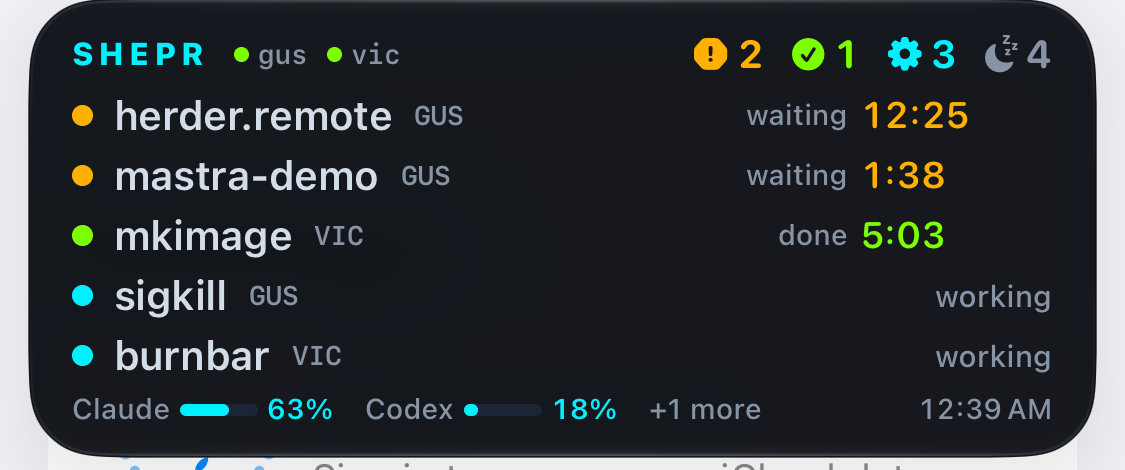 SHEPR gus vic 2 1 3 4
herder.remote GUS waiting 12:25
mastra-demo GUS waiting 1:38
mkimage VIC done 5:03
sigkill GUS working
burnbar VIC working
Claude 63% Codex 18% +1 more 12:39 AM